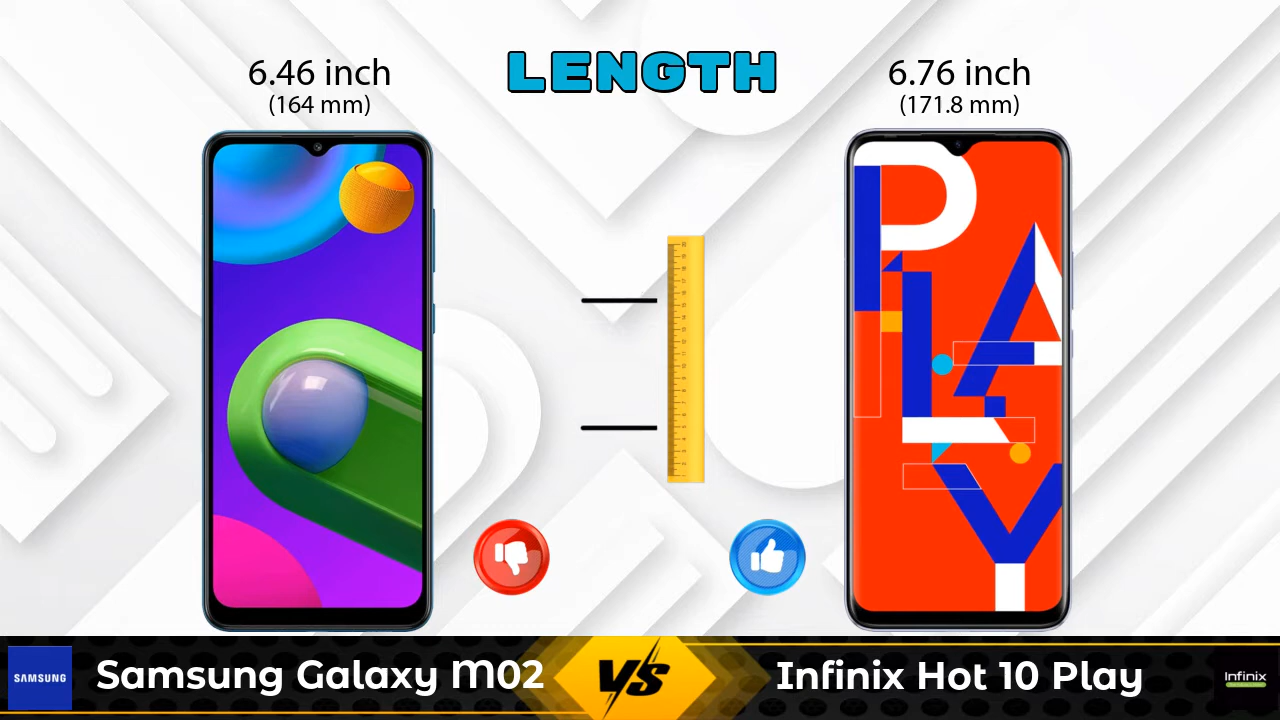 LENGTH
6.46 inch
(164 mm)
6.76 inch
(171.8 mm)
PLAY
SAMSUNG
Samsung Galaxy M02
VS
Infinix Hot 10 Play
Infinix